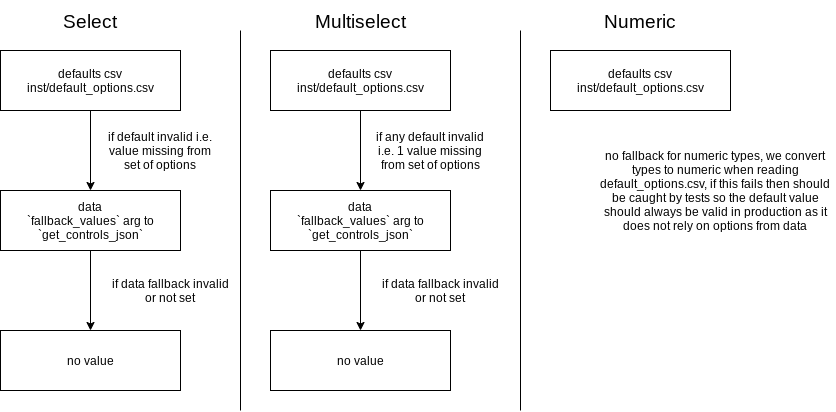 Select
defaults csv
inst/default_options.csv
if default invalid i.e.
value missing from
set of options
data
`fallback_values` arg to
`get_controls_json`
if data fallback invalid
or not set
no value
Multiselect
defaults csv
inst/default_options.csv
if any default invalid
i.e. 1 value missing
from set of options
data
`fallback_values` arg to
`get_controls_json`
if data fallback invalid
or not set
no value
Numeric
defaults csv
inst/default_options.csv
no fallback for numeric types, we convert
types to numeric when reading
default_options.csv, if this fails then should
be caught by tests so the default value
should always be valid in production as it
does not rely on options from data